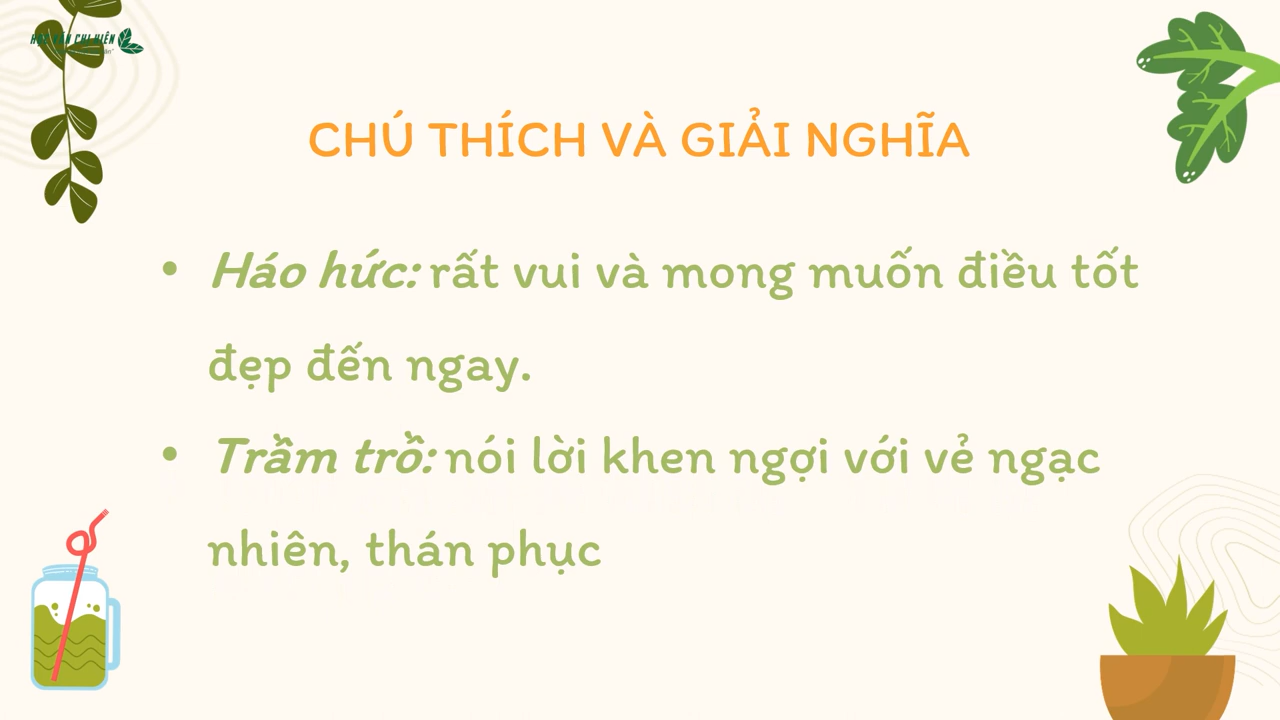 CHÚ THÍCH VÀ GIẢI NGHĨA
• Háo hức: rất vui và mong muốn điều tốt
đẹp đến ngay.
• Trầm trồ: nói lời khen ngợi với vẻ ngạc
nhiên, thán phục